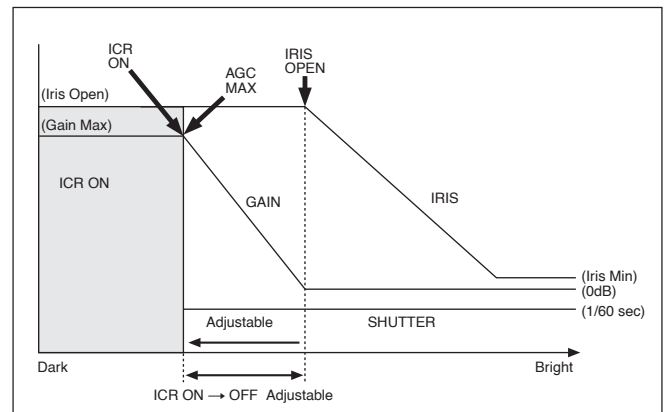 ICR
ON
AGC
MAX
IRIS
OPEN
(Iris Open)
(Gain Max)
ICR ON
GAIN
IRIS
(Iris Min)
(0dB)
(1/60 sec)
Adjustable
SHUTTER
Dark
Bright
ICR ON → OFF Adjustable